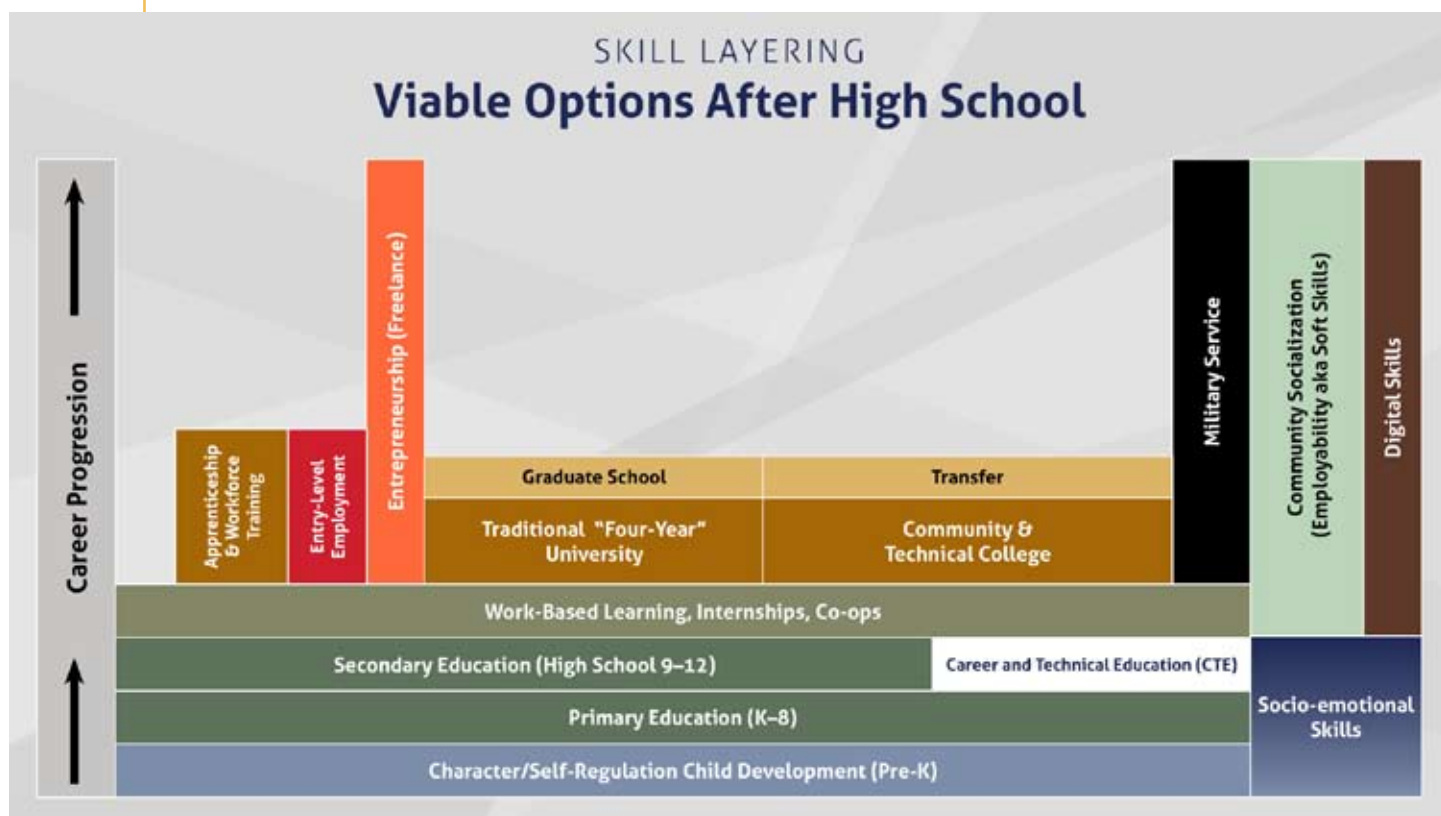 SKILL LAYERING
Viable Options After High School
Career Progression
Apprenticeship
& Workforce
Training
Entry-Level
Employment
Entrepreneurship (Freelance)
Graduate School
Transfer
Traditional "Four-Year"
University
Community &
Technical College
Military Service
Community Socialization
(Employability aka Soft Skills)
Digital Skills
Work-Based Learning, Internships, Co-ops
Secondary Education (High School 9–12)
Career and Technical Education (CTE)
Primary Education (K–8)
Socio-emotional
Skills
Character/Self-Regulation Child Development (Pre-K)